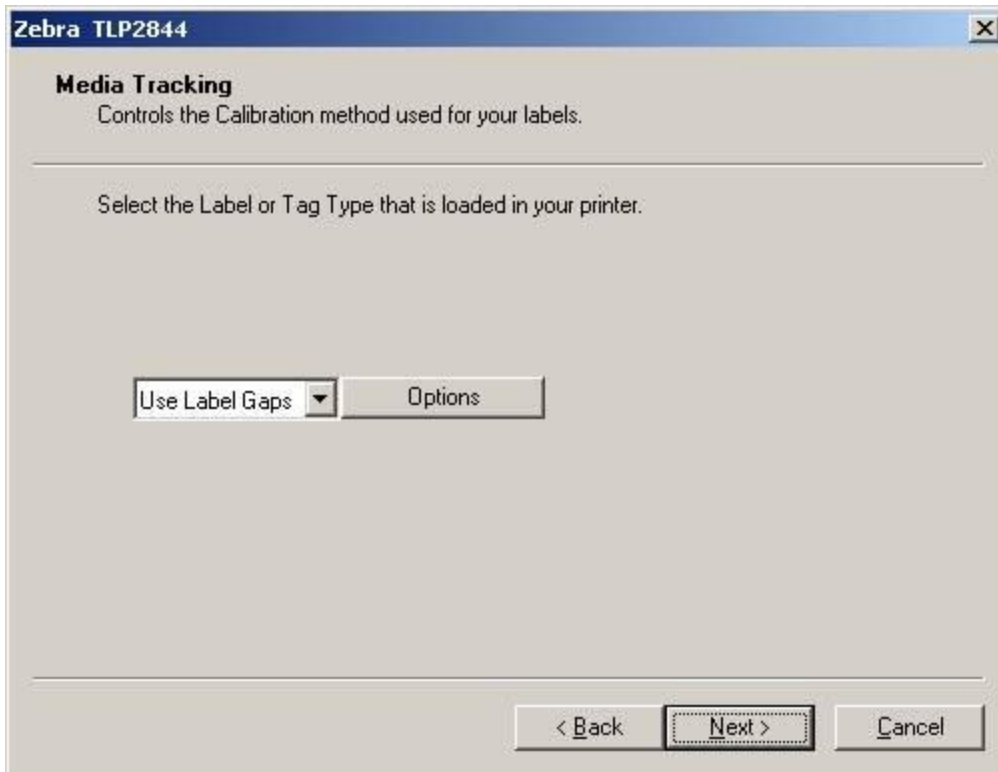 Zebra TLP2844
Media Tracking
Controls the Calibration method used for your labels.
Select the Label or Tag Type that is loaded in your printer.
Use Label Gaps
Options
< Back
Next >
Cancel